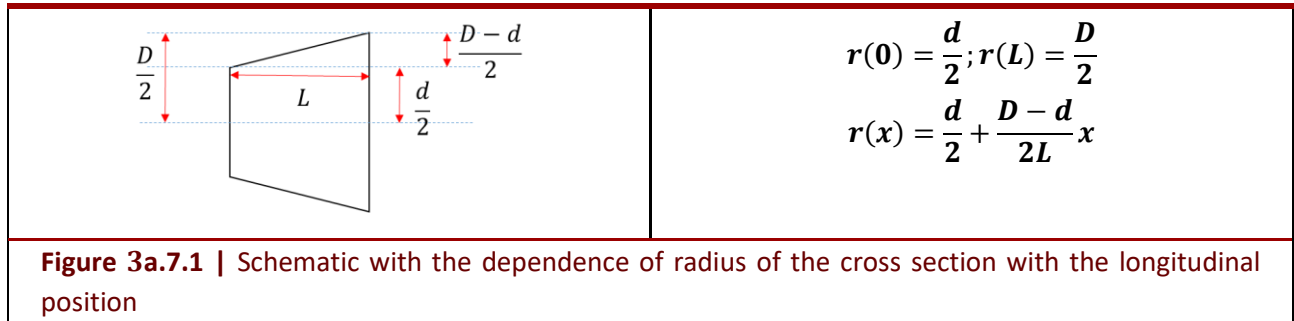 D/2
L
d/2
(D − d)/2
r(0) = d/2; r(L) = D/2
r(x) = d/2 + (D − d)/(2L) x
Figure 3a.7.1 | Schematic with the dependence of radius of the cross section with the longitudinal
position